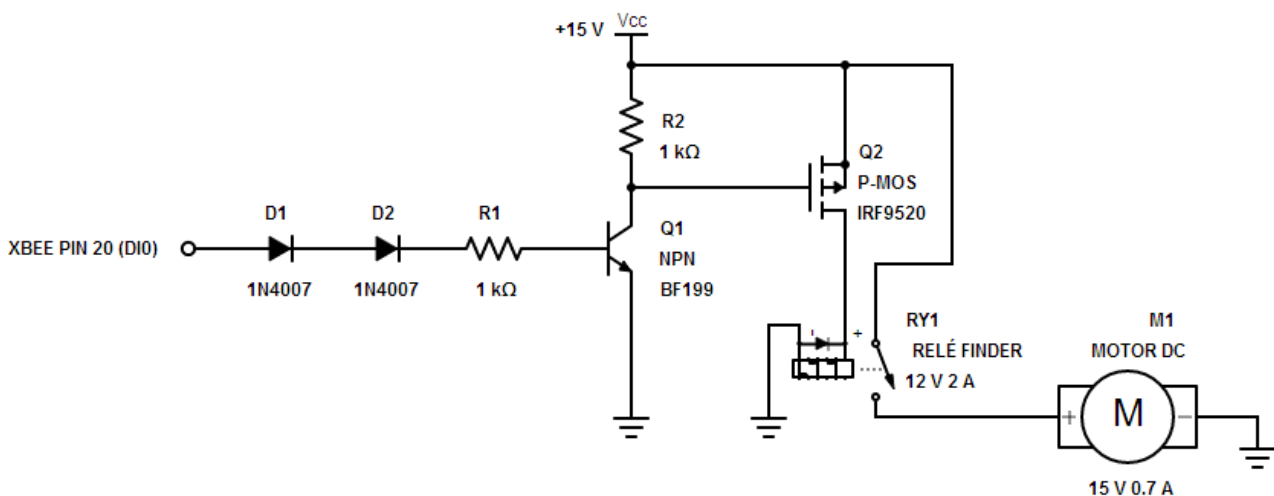 Vcc
+15 V
R2
1 kΩ
Q2
P-MOS
IRF9520
D1
D2
R1
XBEE PIN 20 (DI0)
1N4007
1N4007
1 kΩ
Q1
NPN
BF199
- +
RY1
RELÉ FINDER
12 V 2 A
M1
MOTOR DC
+ M -
15 V 0.7 A